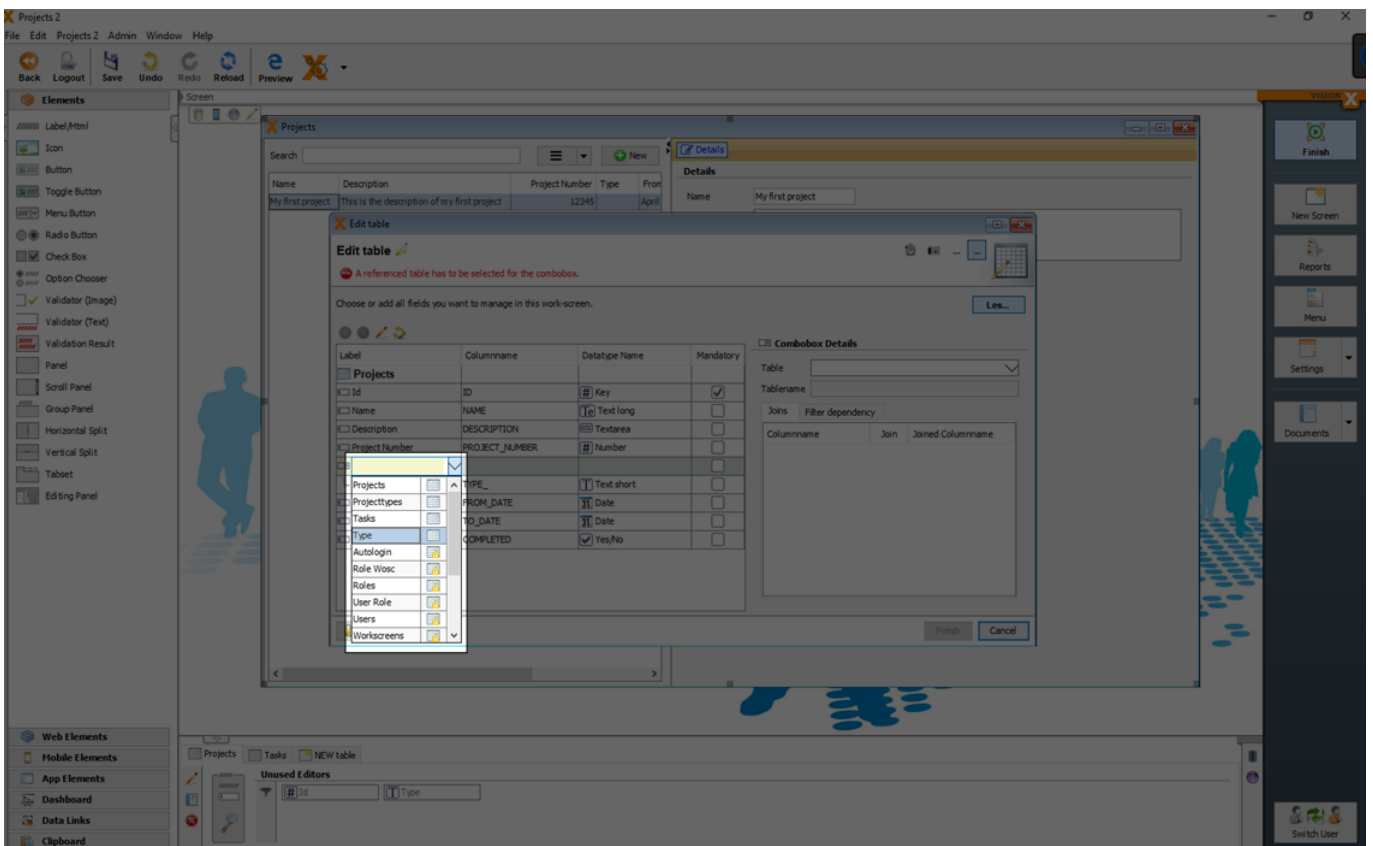 Projects 2
File Edit Projects 2 Admin Window Help
Back Logout Save Undo Redo Reload Preview
Elements
Screen
VISION X
Label/Html
Icon
Button
Toggle Button
Menu Button
Radio Button
Check Box
Option Chooser
Validator (Image)
Validator (Text)
Validation Result
Panel
Scroll Panel
Group Panel
Horizontal Split
Vertical Split
Tabset
Editing Panel
Web Elements
Mobile Elements
App Elements
Dashboard
Data Links
Clipboard
Projects
Search
New
Name Description Project Number Type From
My first project This is the description of my first project 12345 April
Details
Details
Name My first project
Edit table
Edit table
A referenced table has to be selected for the combobox.
Choose or add all fields you want to manage in this work-screen.
Les...
Label Columnname Datatype Name Mandatory
Projects
Id ID # Key
Name NAME Te Text long
Description DESCRIPTION Textarea
Project Number PROJECT_NUMBER # Number
TYPE_ T Text short
FROM_DATE 31 Date
TO_DATE 31 Date
COMPLETED Yes/No
Projects
Projecttypes
Tasks
Type
Autologin
Role Wosc
Roles
User Role
Users
Workscreens
Combobox Details
Table
Tablename
Joins Filter dependency
Columnname Join Joined Columnname
Finish Cancel
Projects Tasks NEW table
Unused Editors
# Id T Type
Finish
New Screen
Reports
Menu
Settings
Documents
Switch User